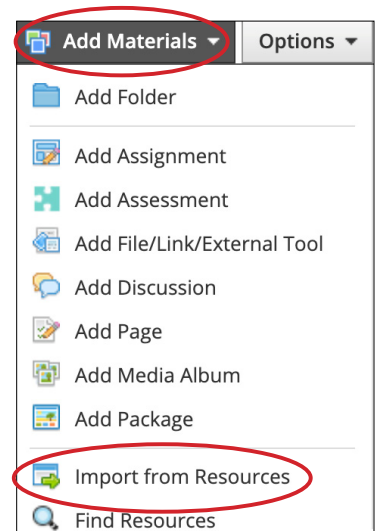 Add Materials Options
Add Folder
Add Assignment
Add Assessment
Add File/Link/External Tool
Add Discussion
Add Page
Add Media Album
Add Package
Import from Resources
Find Resources